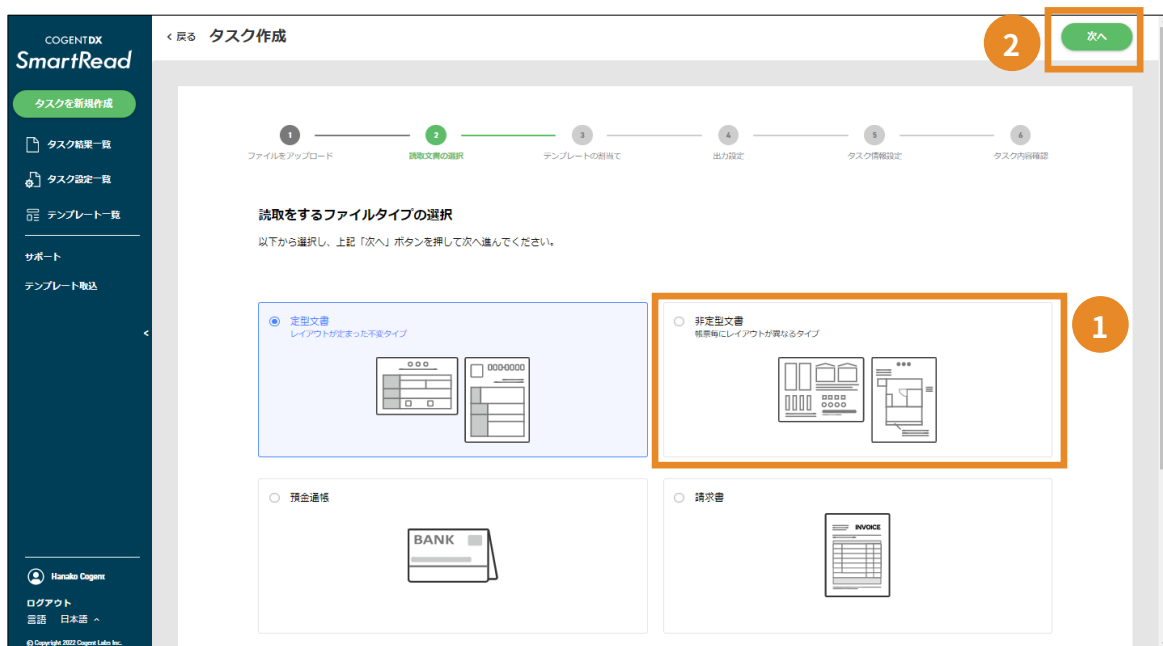 COGENTDX
SmartRead
タスクを新規作成
タスク結果一覧
タスク設定一覧
テンプレート一覧
サポート
テンプレート取込
<
Hanako Cogent
ログアウト
言語 日本語 ^
© Copyright 2022 Cogent Labs Inc.
< 戻る タスク作成
2
次へ
1
2
3
4
5
6
ファイルをアップロード
読取文書の選択
テンプレートの割当て
出力設定
タスク情報設定
タスク内容確認
読取をするファイルタイプの選択
以下から選択し、上記「次へ」ボタンを押して次へ進んでください。
定型文書
レイアウトが定まった不変タイプ
000-0000
非定型文書
帳票毎にレイアウトが異なるタイプ
1
預金通帳
BANK
請求書
INVOICE